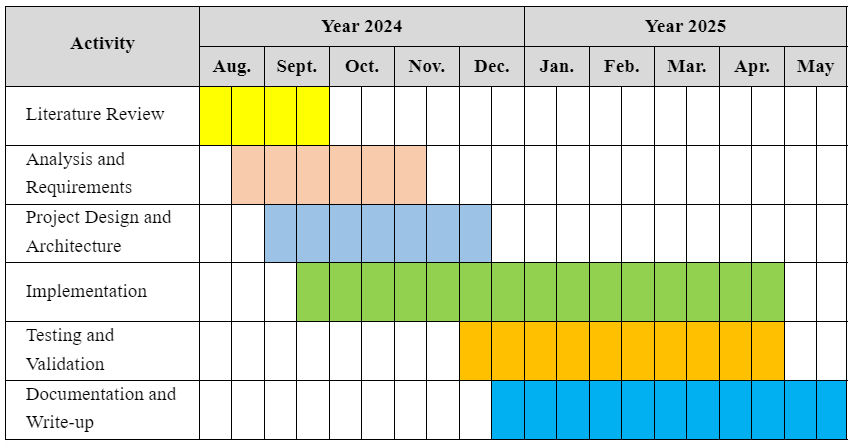 Activity
Year 2024
Year 2025
Aug.
Sept.
Oct.
Nov.
Dec.
Jan.
Feb.
Mar.
Apr.
May
Literature Review
Analysis and
Requirements
Project Design and
Architecture
Implementation
Testing and
Validation
Documentation and
Write-up